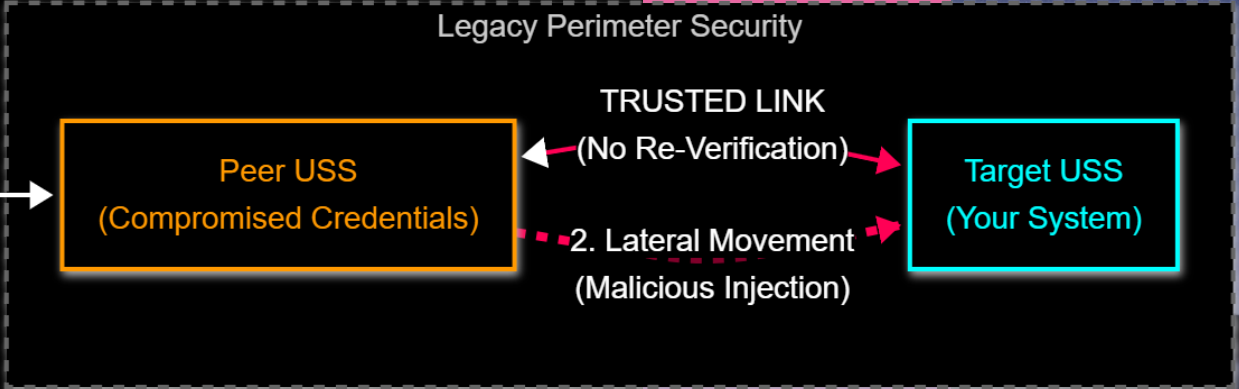 Legacy Perimeter Security
TRUSTED LINK
(No Re-Verification)
Peer USS
(Compromised Credentials)
Target USS
(Your System)
2. Lateral Movement
(Malicious Injection)